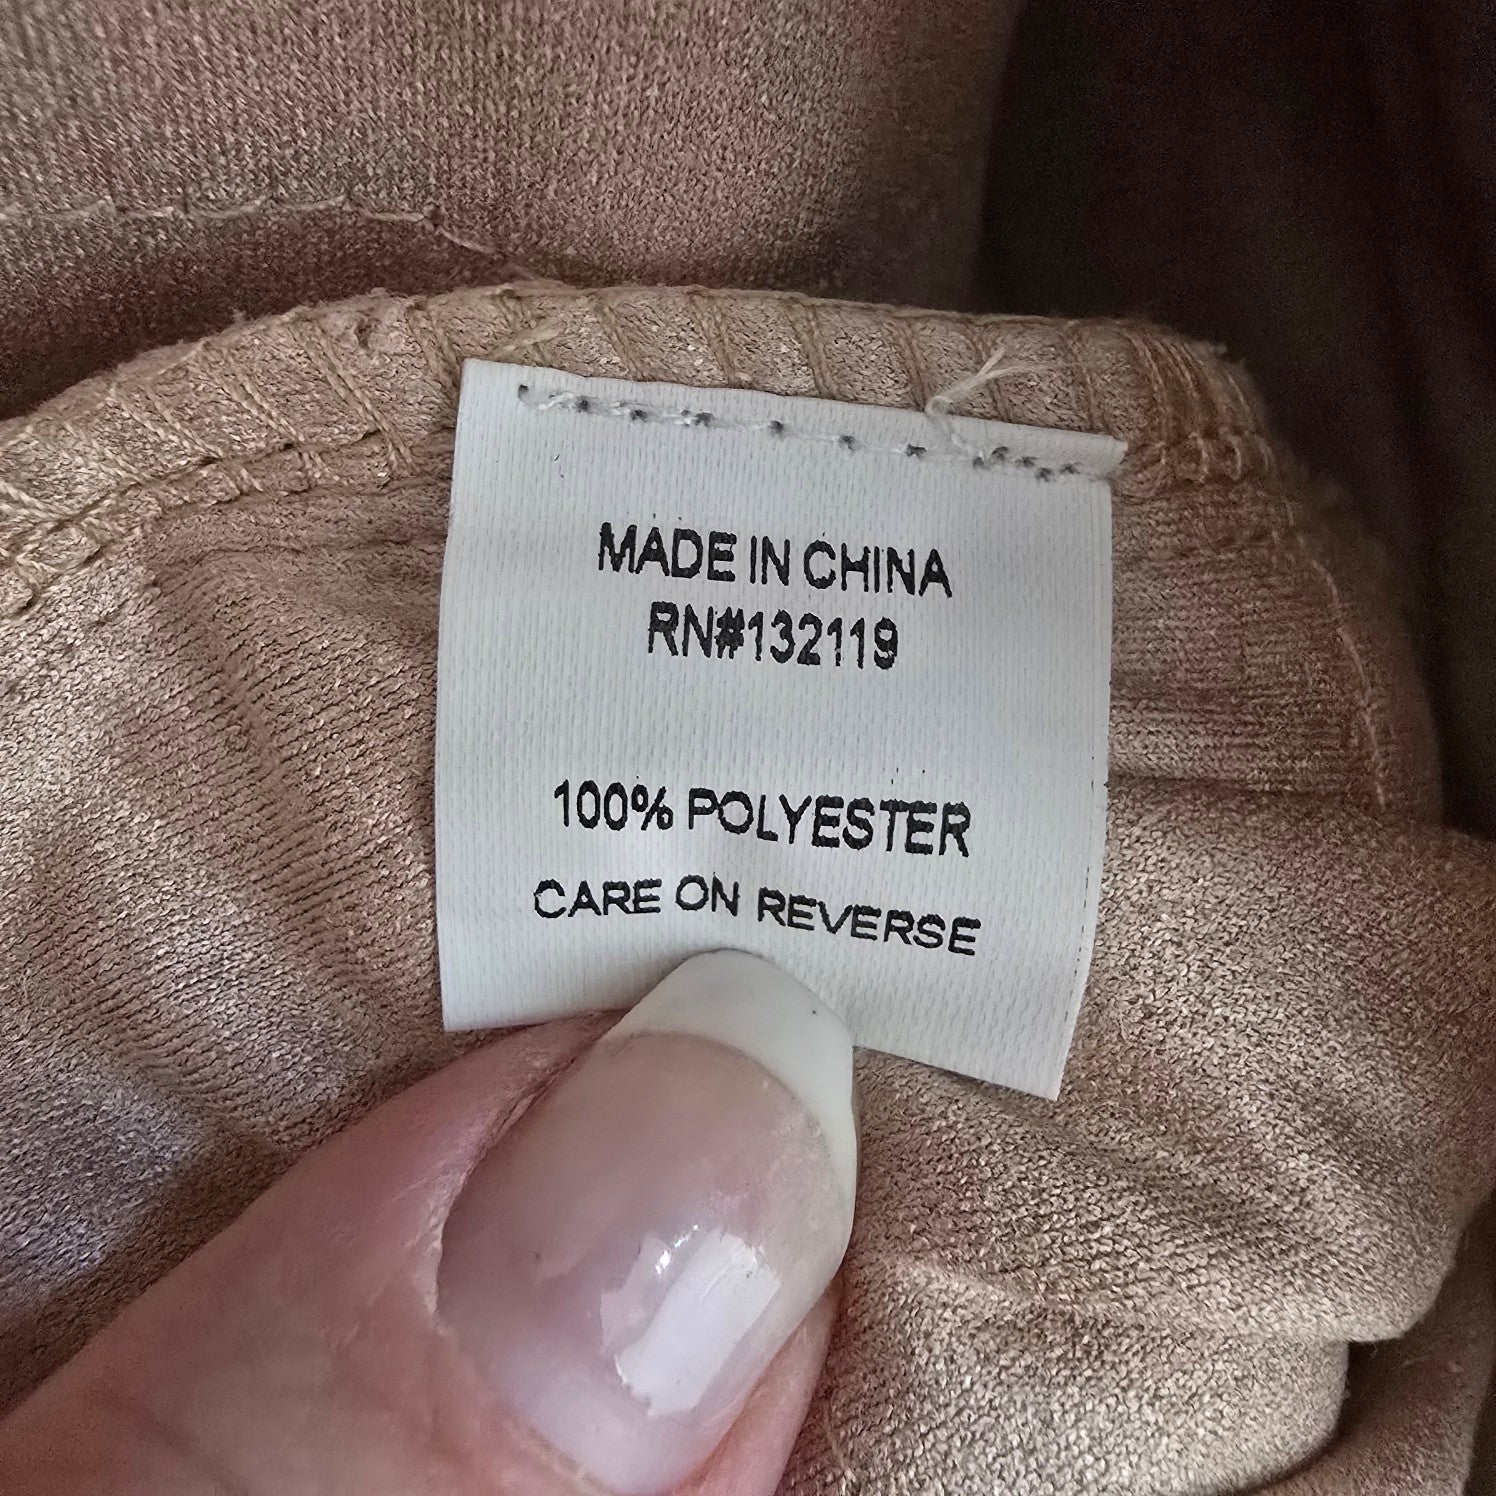 MADE IN CHINA
RN#132119
100% POLYESTER
CARE ON REVERSE